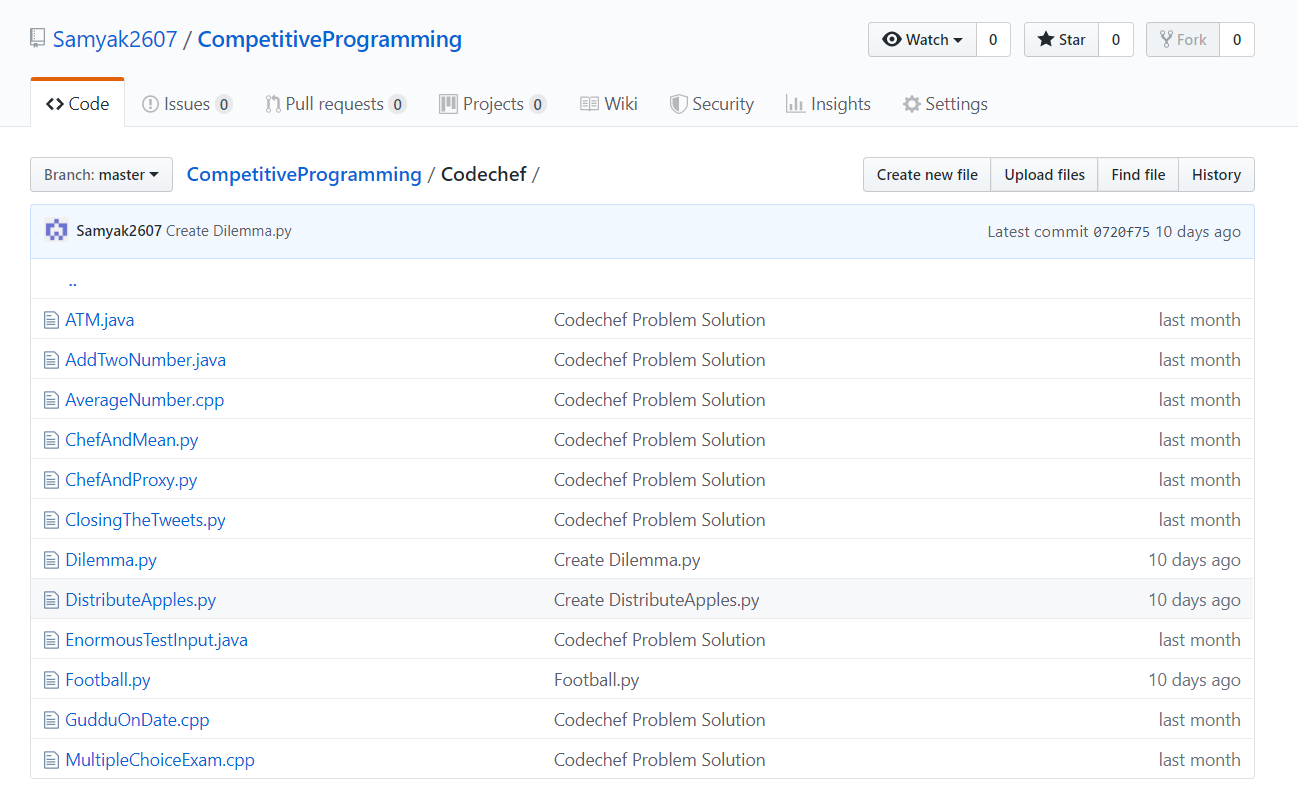 Samyak2607 / CompetitiveProgramming Watch 0 Star 0 Fork 0
Code Issues 0 Pull requests 0 Projects 0 Wiki Security Insights Settings
Branch: master CompetitiveProgramming / Codechef / Create new file Upload files Find file History
Samyak2607 Create Dilemma.py Latest commit 0720f75 10 days ago
..
ATM.java Codechef Problem Solution last month
AddTwoNumber.java Codechef Problem Solution last month
AverageNumber.cpp Codechef Problem Solution last month
ChefAndMean.py Codechef Problem Solution last month
ChefAndProxy.py Codechef Problem Solution last month
ClosingTheTweets.py Codechef Problem Solution last month
Dilemma.py Create Dilemma.py 10 days ago
DistributeApples.py Create DistributeApples.py 10 days ago
EnormousTestInput.java Codechef Problem Solution last month
Football.py Football.py 10 days ago
GudduOnDate.cpp Codechef Problem Solution last month
MultipleChoiceExam.cpp Codechef Problem Solution last month